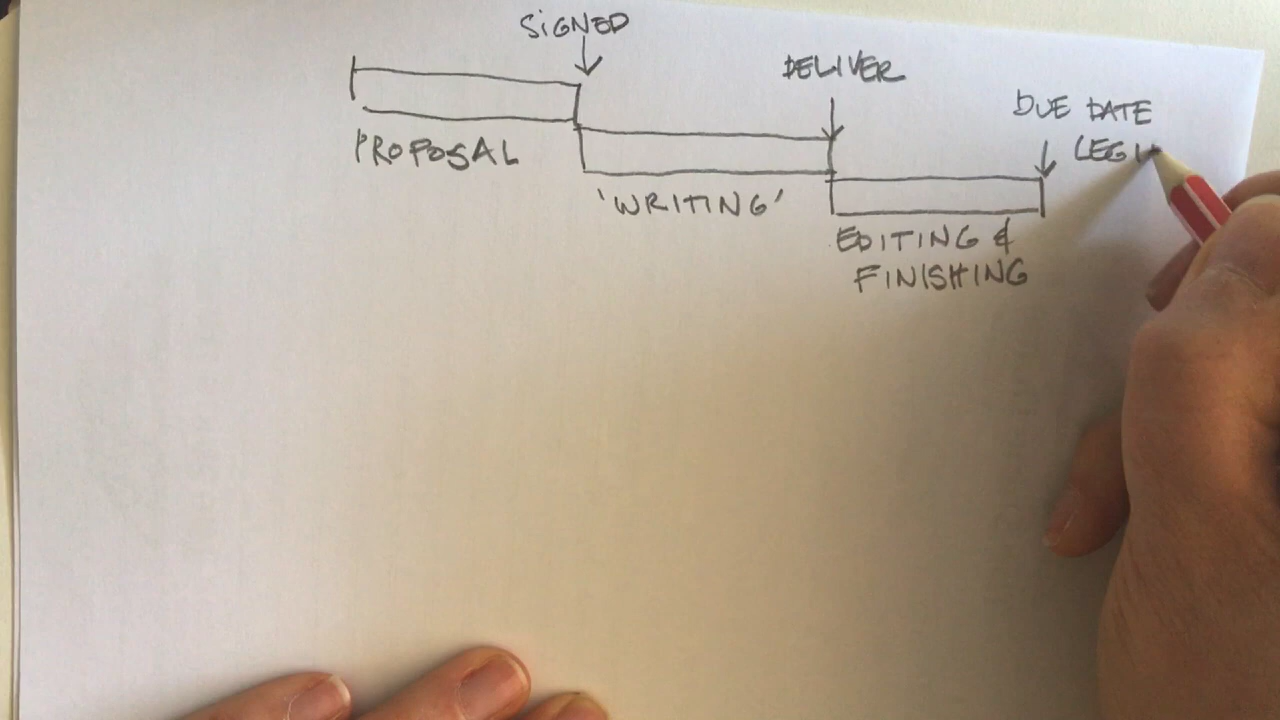 SIGNED
DELIVER
DUE DATE
PROPOSAL
'WRITING'
EDITING &
FINISHING